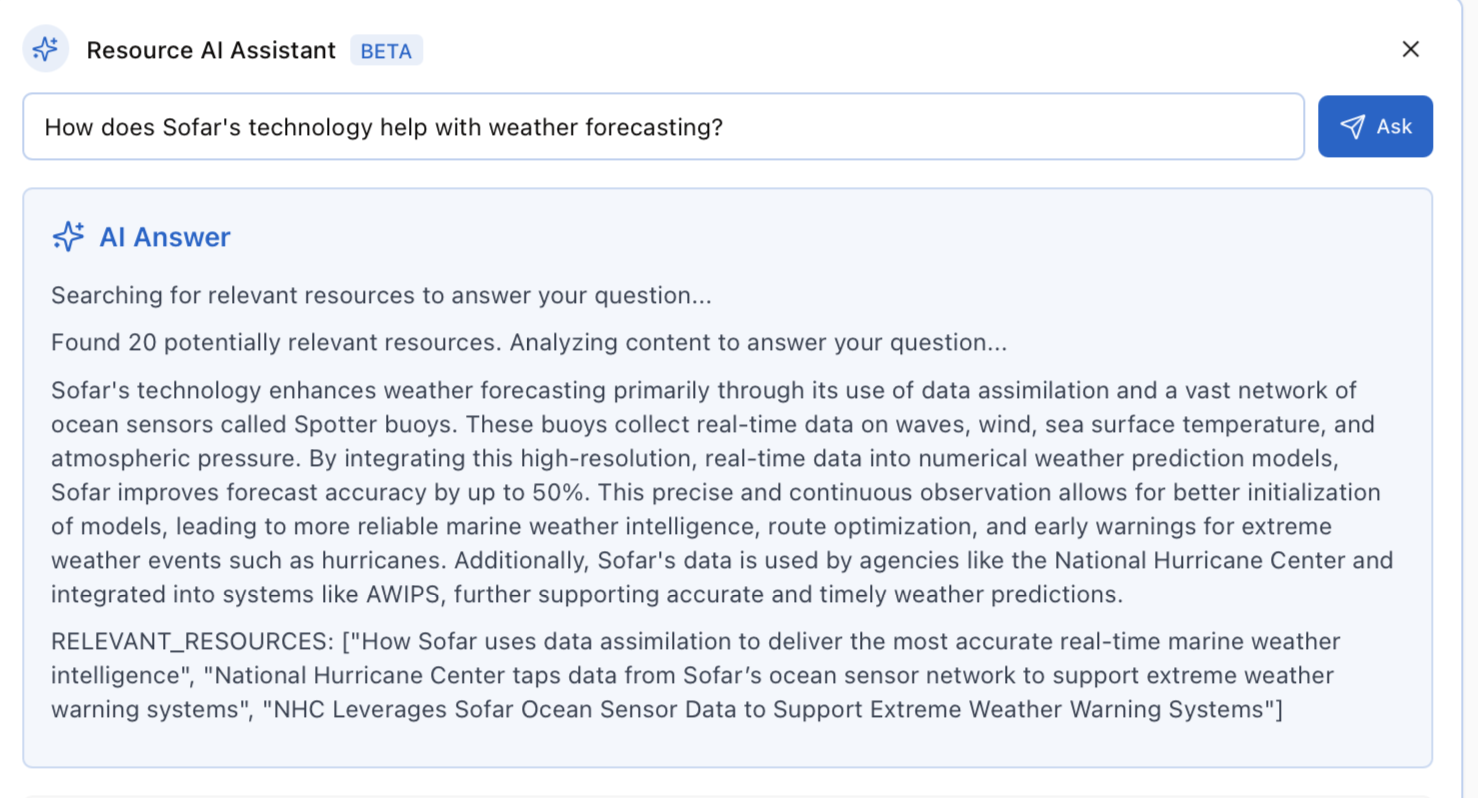 Resource AI Assistant BETA
How does Sofar's technology help with weather forecasting?
Ask
AI Answer
Searching for relevant resources to answer your question...
Found 20 potentially relevant resources. Analyzing content to answer your question...
Sofar's technology enhances weather forecasting primarily through its use of data assimilation and a vast network of
ocean sensors called Spotter buoys. These buoys collect real-time data on waves, wind, sea surface temperature, and
atmospheric pressure. By integrating this high-resolution, real-time data into numerical weather prediction models,
Sofar improves forecast accuracy by up to 50%. This precise and continuous observation allows for better initialization
of models, leading to more reliable marine weather intelligence, route optimization, and early warnings for extreme
weather events such as hurricanes. Additionally, Sofar's data is used by agencies like the National Hurricane Center and
integrated into systems like AWIPS, further supporting accurate and timely weather predictions.
RELEVANT_RESOURCES: ["How Sofar uses data assimilation to deliver the most accurate real-time marine weather
intelligence", "National Hurricane Center taps data from Sofar’s ocean sensor network to support extreme weather
warning systems", "NHC Leverages Sofar Ocean Sensor Data to Support Extreme Weather Warning Systems"]